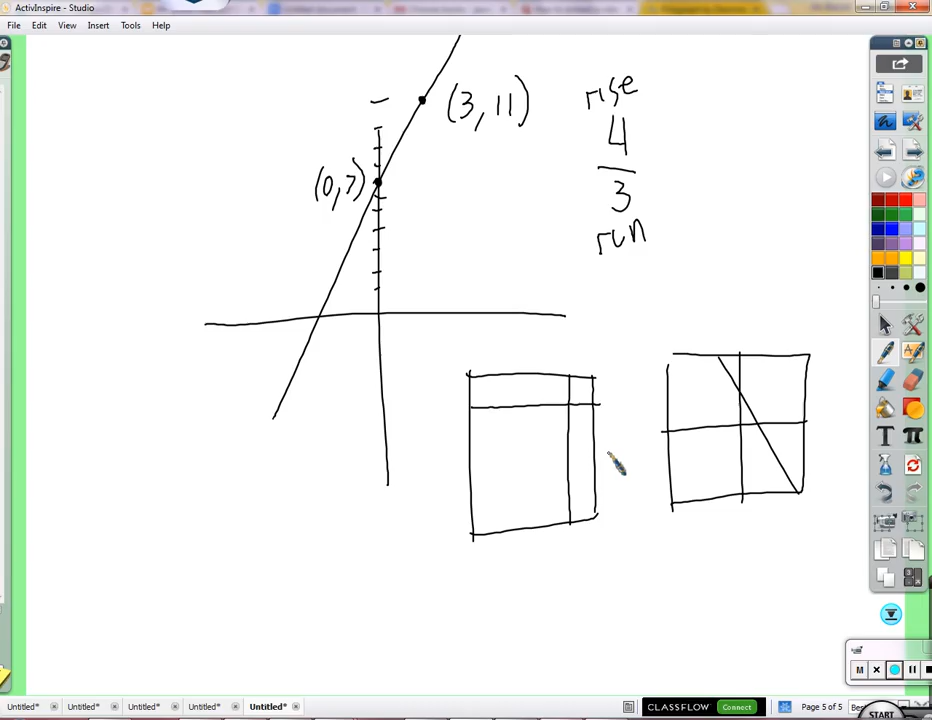 ActivInspire - Studio
File Edit View Insert Tools Help
(3, 11)
rise
4
3
run
(0, 7)
M
Untitled* Untitled* Untitled* Untitled* Untitled*
CLASSFLOW Connect
Page 5 of 5
START